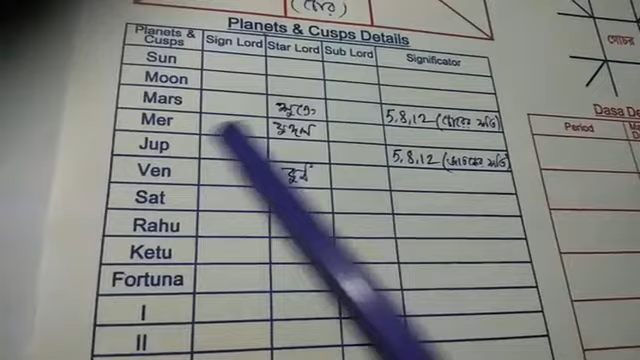 (চোর)
Planets & Cusps Details
Planets & Cusps Sign Lord Star Lord Sub Lord Significator
Sun
Moon
Mars
Mer 5,8,12 (চোরের
Jup
Ven 5,8,12
Sat
Rahu
Ketu
Fortuna
I
II
গোচর
Dasa De
Period